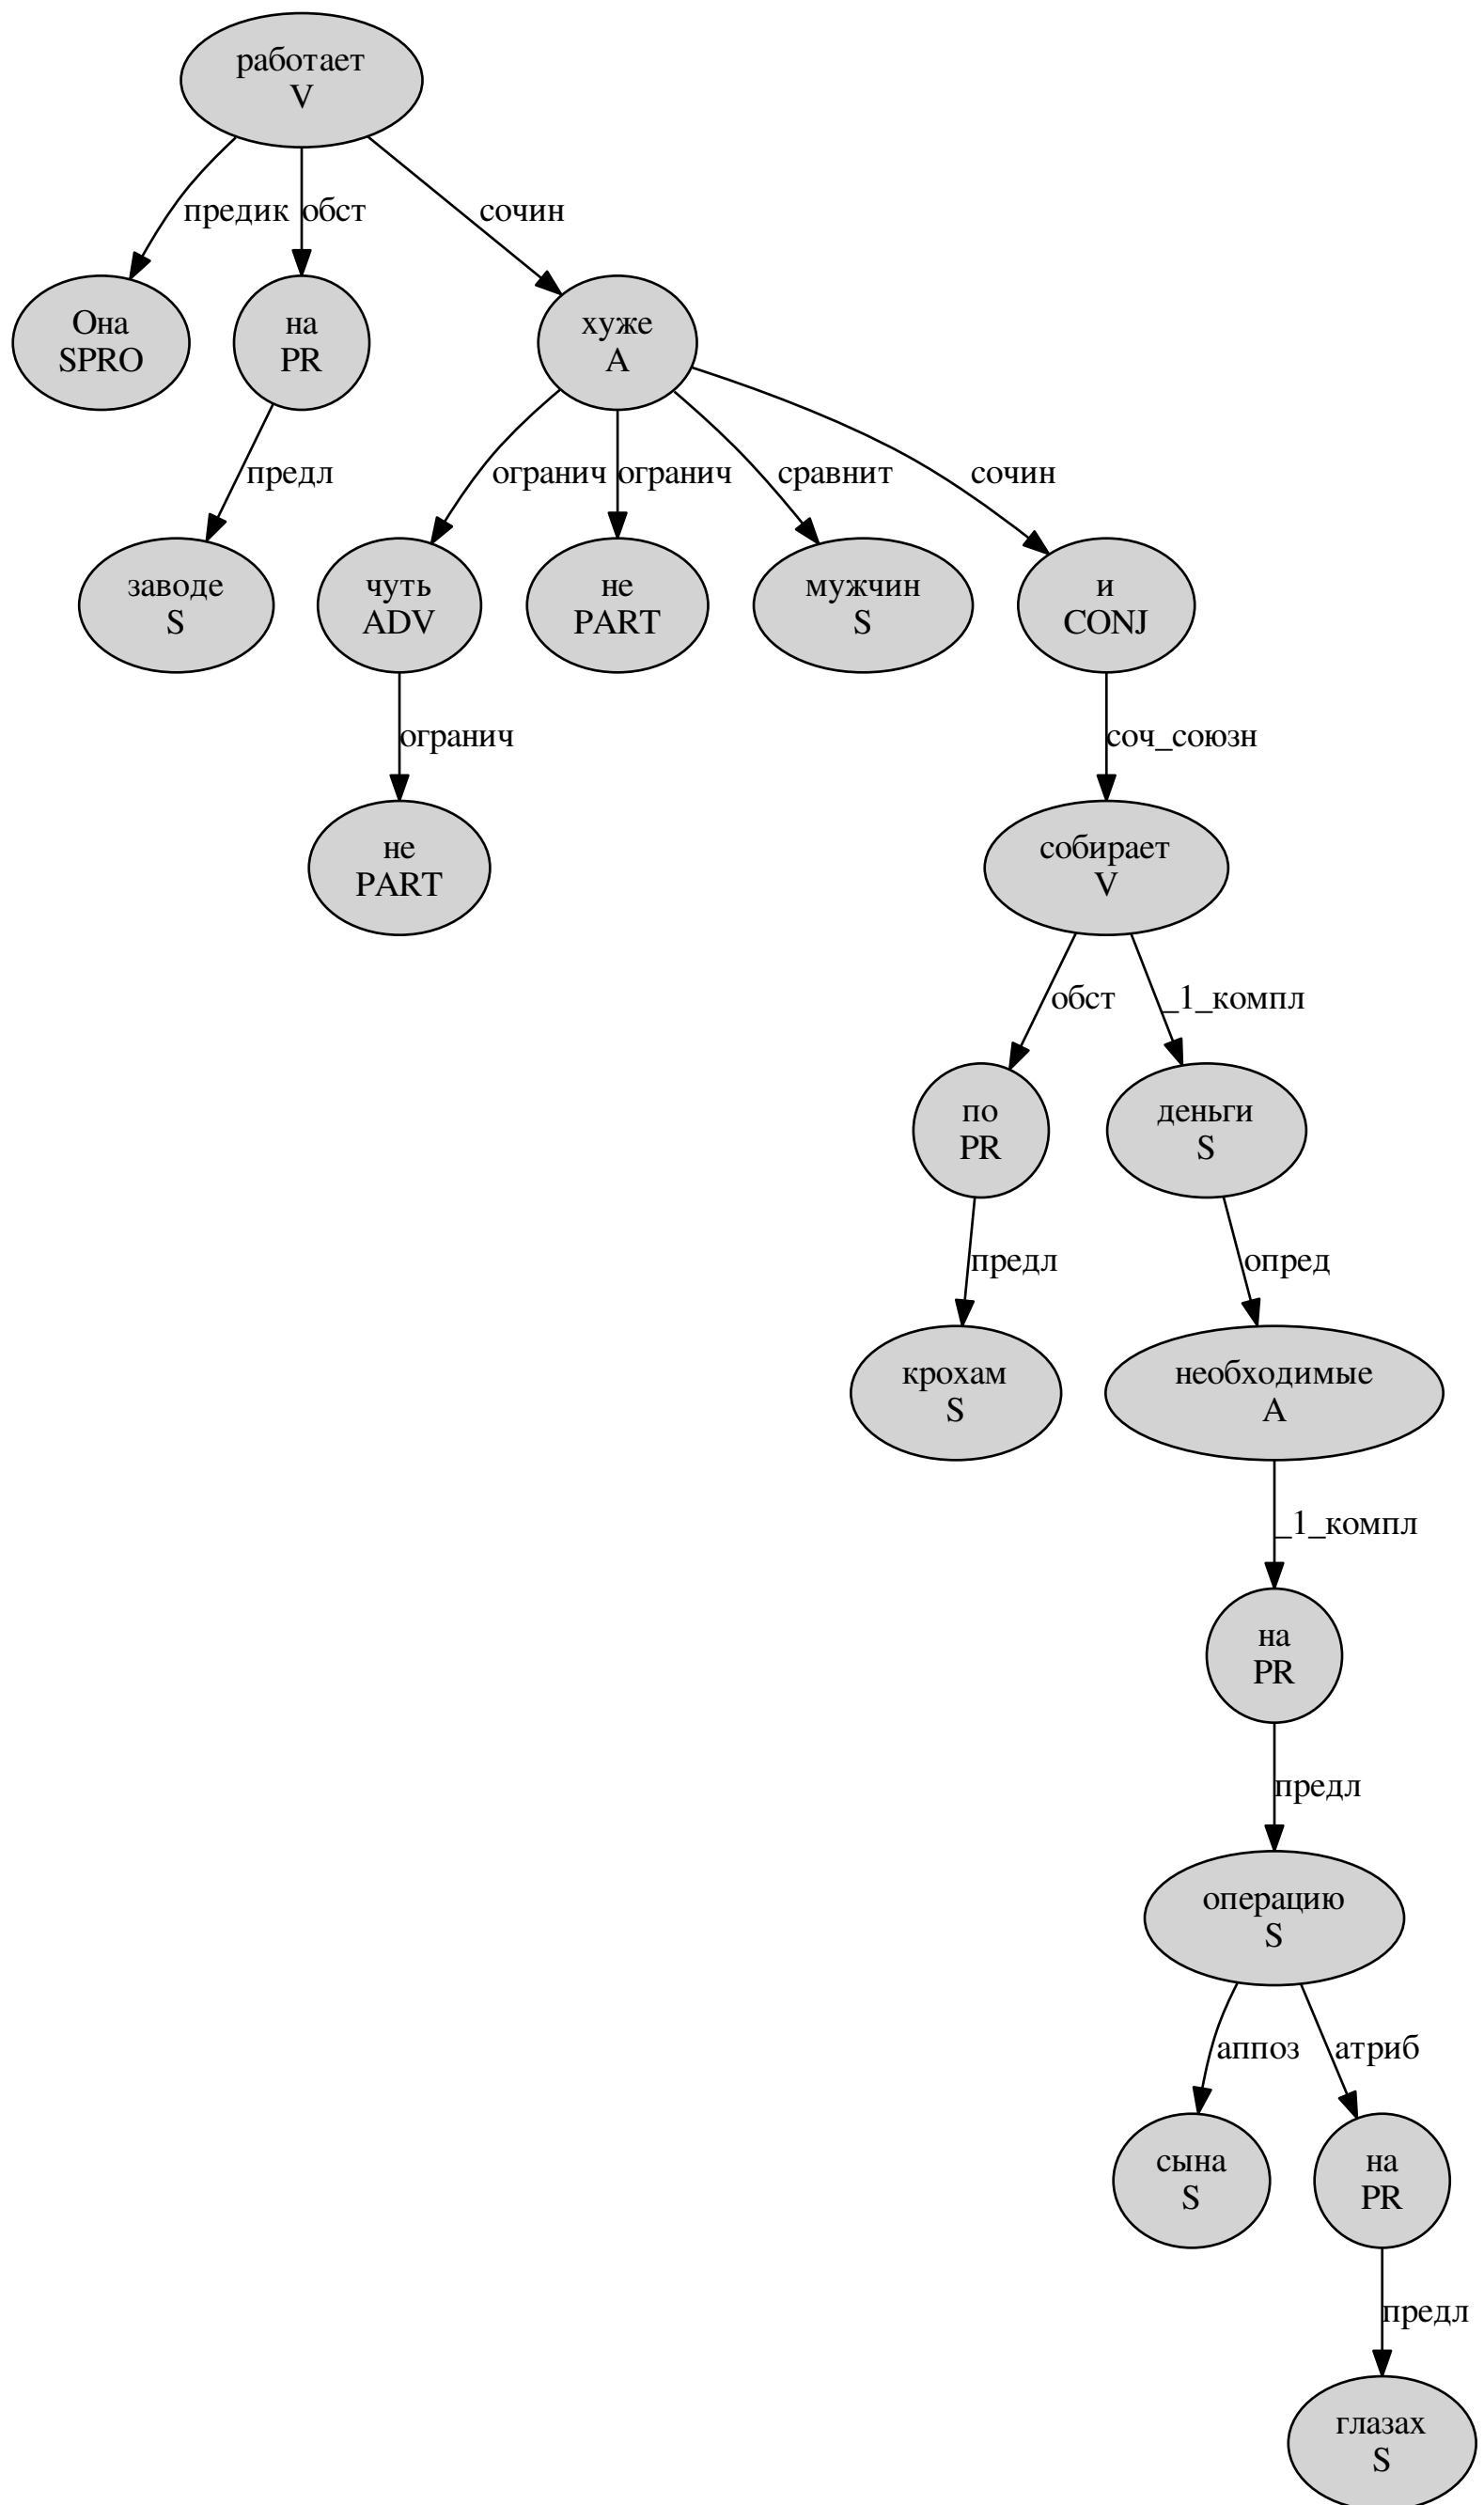 работает
V
предик
обст
сочин
Она
SPRO
на
PR
хуже
A
предл
огранич
огранич
сравнит
сочин
заводе
S
чуть
ADV
не
PART
мужчин
S
и
CONJ
огранич
соч_союзн
не
PART
собирает
V
обст
_1_компл
по
PR
деньги
S
предл
опред
крохам
S
необходимые
A
_1_компл
на
PR
предл
операцию
S
аппоз
атриб
сына
S
на
PR
предл
глазах
S